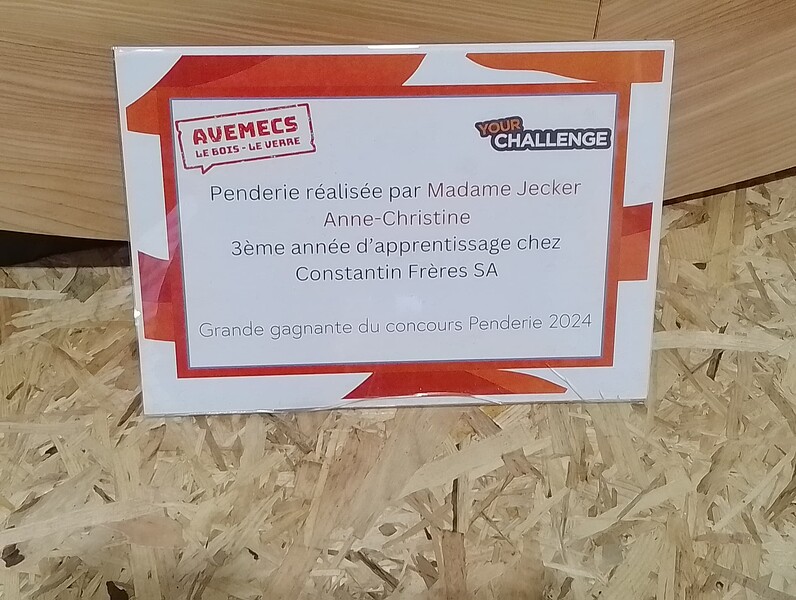 AVEMECS
LE BOIS - LE VERRE
YOUR
CHALLENGE
Penderie réalisée par Madame Jecker
Anne-Christine
3ème année d'apprentissage chez
Constantin Frères SA
Grande gagnante du concours Penderie 2024